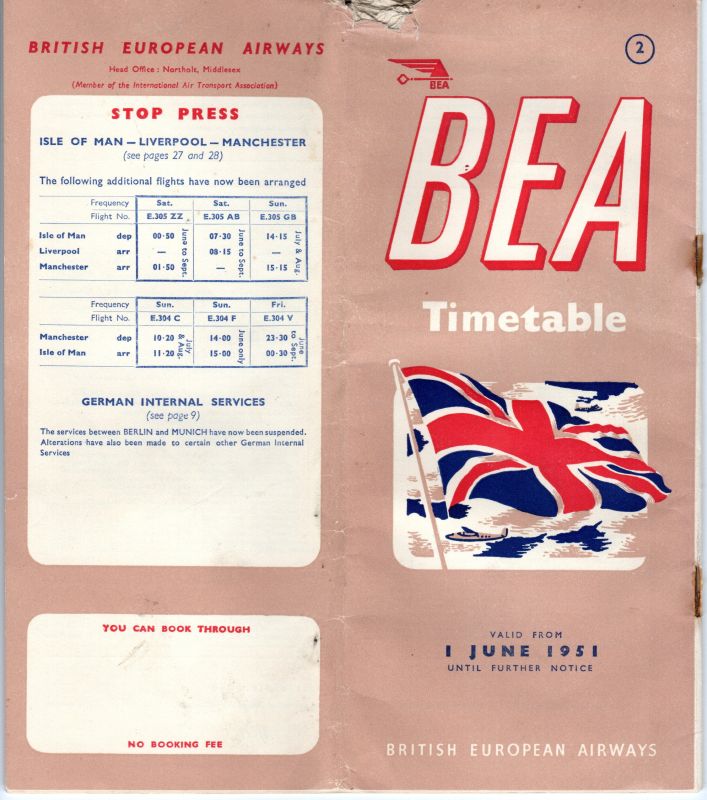 BRITISH EUROPEAN AIRWAYS
Head Office : Northolt, Middlesex
(Member of the International Air Transport Association)
STOP PRESS
ISLE OF MAN — LIVERPOOL — MANCHESTER
(see pages 27 and 28)
The following additional flights have now been arranged
Frequency Sat. Sat. Sun.
Flight No. E.305 ZZ E.305 AB E.305 GB
Isle of Man dep 00·50 07·30 14·15
Liverpool arr — 08·15 —
Manchester arr 01·50 — 15·15
June to Sept.
June to Sept.
July & Aug.
Frequency Sun. Sun. Fri.
Flight No. E.304 C E.304 F E.304 V
Manchester dep 10·20 14·00 23·30
Isle of Man arr 11·20 15·00 00·30
July & Aug.
June only
June to Sept.
GERMAN INTERNAL SERVICES
(see page 9)
The services between BERLIN and MUNICH have now been suspended.
Alterations have also been made to certain other German Internal
Services
YOU CAN BOOK THROUGH
NO BOOKING FEE
2
BEA
BEA
Timetable
VALID FROM
1 JUNE 1951
UNTIL FURTHER NOTICE
BRITISH EUROPEAN AIRWAYS